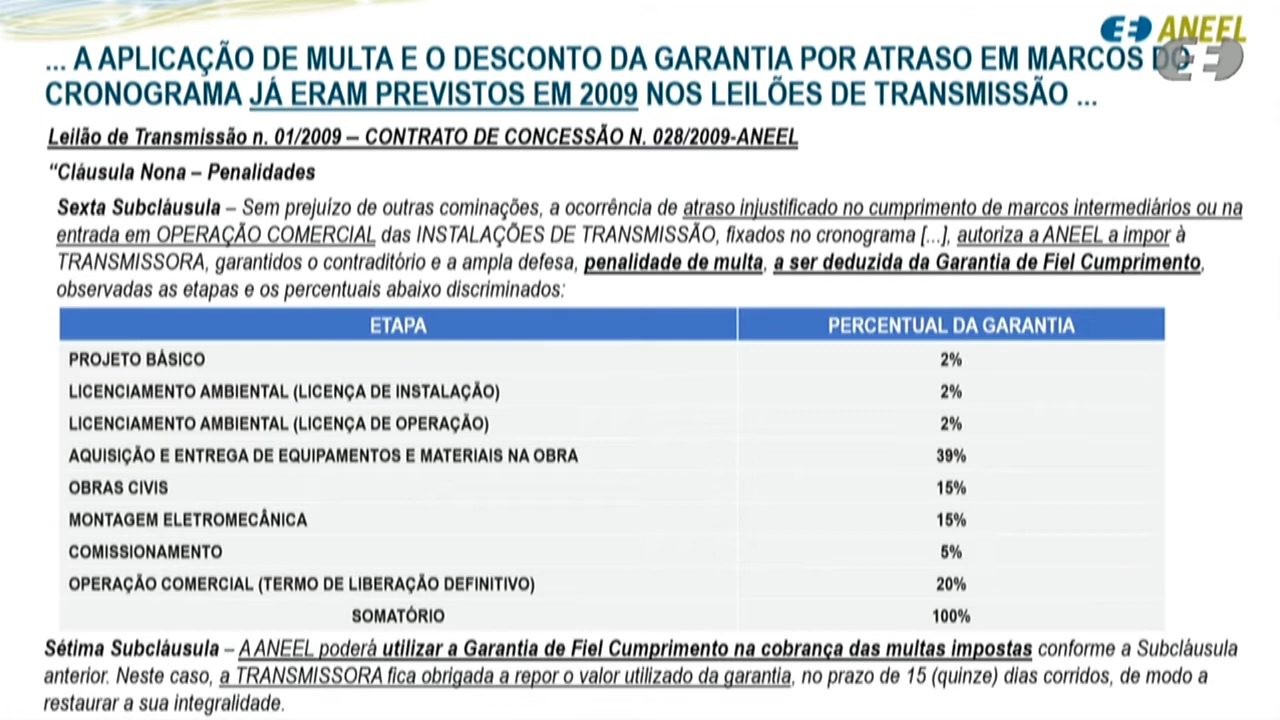 ANEEL
... A APLICAÇÃO DE MULTA E O DESCONTO DA GARANTIA POR ATRASO EM MARCOS DO
CRONOGRAMA JÁ ERAM PREVISTOS EM 2009 NOS LEILÕES DE TRANSMISSÃO ...
Leilão de Transmissão n. 01/2009 – CONTRATO DE CONCESSÃO N. 028/2009-ANEEL
“Cláusula Nona – Penalidades
Sexta Subcláusula – Sem prejuízo de outras cominações, a ocorrência de atraso injustificado no cumprimento de marcos intermediários ou na
entrada em OPERAÇÃO COMERCIAL das INSTALAÇÕES DE TRANSMISSÃO, fixados no cronograma [...], autoriza a ANEEL a impor à
TRANSMISSORA, garantidos o contraditório e a ampla defesa, penalidade de multa, a ser deduzida da Garantia de Fiel Cumprimento,
observadas as etapas e os percentuais abaixo discriminados:
ETAPA PERCENTUAL DA GARANTIA
PROJETO BÁSICO 2%
LICENCIAMENTO AMBIENTAL (LICENÇA DE INSTALAÇÃO) 2%
LICENCIAMENTO AMBIENTAL (LICENÇA DE OPERAÇÃO) 2%
AQUISIÇÃO E ENTREGA DE EQUIPAMENTOS E MATERIAIS NA OBRA 39%
OBRAS CIVIS 15%
MONTAGEM ELETROMECÂNICA 15%
COMISSIONAMENTO 5%
OPERAÇÃO COMERCIAL (TERMO DE LIBERAÇÃO DEFINITIVO) 20%
SOMATÓRIO 100%
Sétima Subcláusula – A ANEEL poderá utilizar a Garantia de Fiel Cumprimento na cobrança das multas impostas conforme a Subcláusula
anterior. Neste caso, a TRANSMISSORA fica obrigada a repor o valor utilizado da garantia, no prazo de 15 (quinze) dias corridos, de modo a
restaurar a sua integralidade.